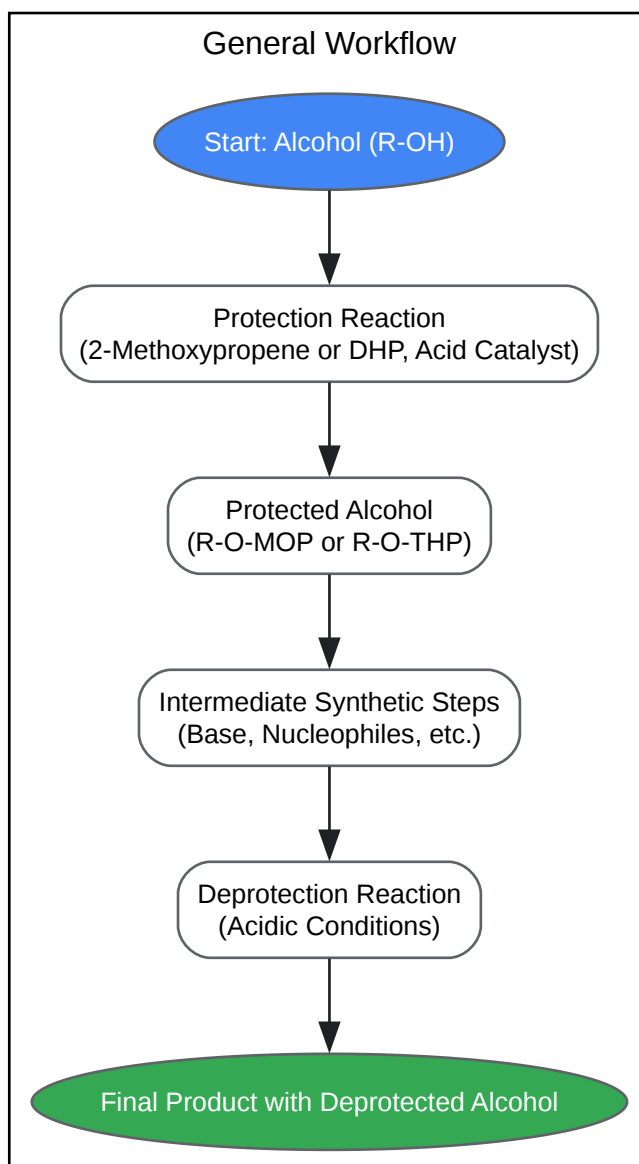 General Workflow
Start: Alcohol (R-OH)
Protection Reaction
(2-Methoxypropene or DHP, Acid Catalyst)
Protected Alcohol
(R-O-MOP or R-O-THP)
Intermediate Synthetic Steps
(Base, Nucleophiles, etc.)
Deprotection Reaction
(Acidic Conditions)
Final Product with Deprotected Alcohol